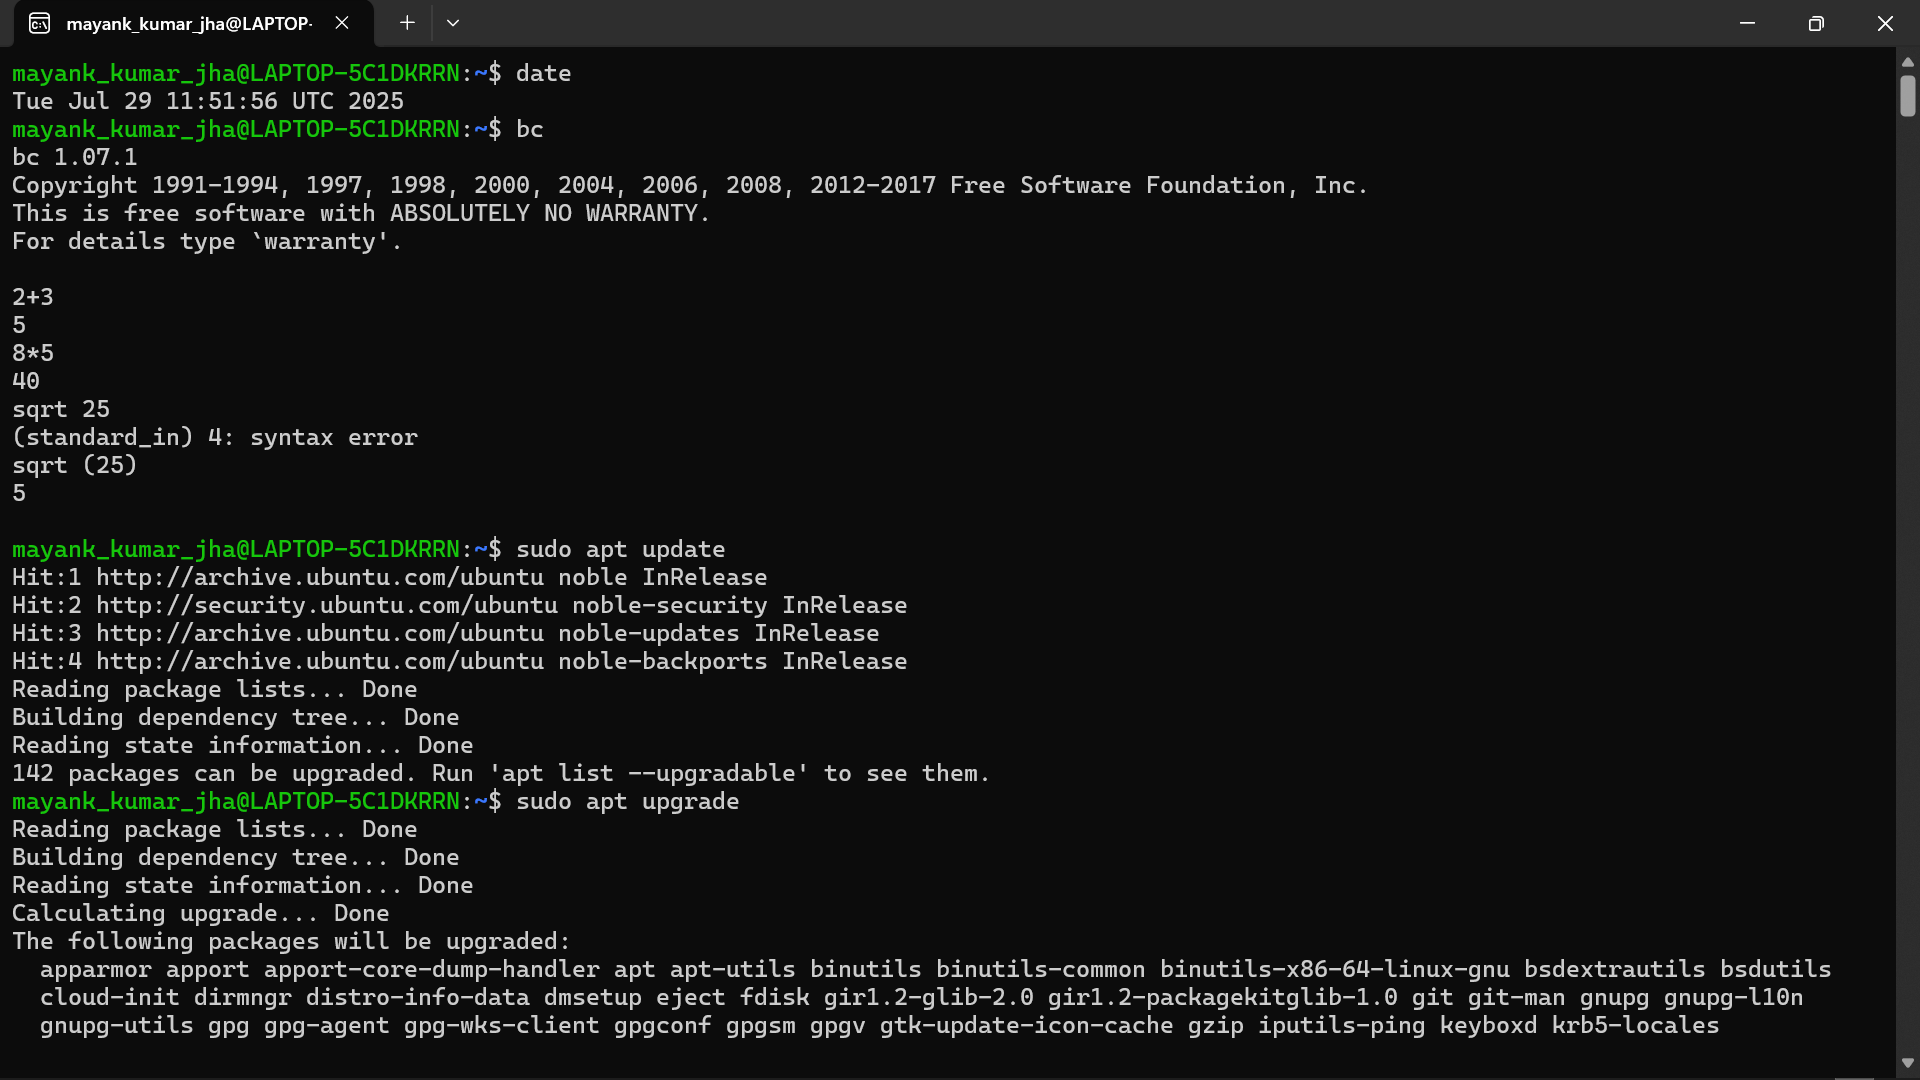 mayank_kumar_jha@LAPTOP-
mayank_kumar_jha@LAPTOP-5C1DKRRN:~$ date
Tue Jul 29 11:51:56 UTC 2025
mayank_kumar_jha@LAPTOP-5C1DKRRN:~$ bc
bc 1.07.1
Copyright 1991-1994, 1997, 1998, 2000, 2004, 2006, 2008, 2012-2017 Free Software Foundation, Inc.
This is free software with ABSOLUTELY NO WARRANTY.
For details type `warranty'.
2+3
5
8*5
40
sqrt 25
(standard_in) 4: syntax error
sqrt (25)
5
mayank_kumar_jha@LAPTOP-5C1DKRRN:~$ sudo apt update
Hit:1 http://archive.ubuntu.com/ubuntu noble InRelease
Hit:2 http://security.ubuntu.com/ubuntu noble-security InRelease
Hit:3 http://archive.ubuntu.com/ubuntu noble-updates InRelease
Hit:4 http://archive.ubuntu.com/ubuntu noble-backports InRelease
Reading package lists... Done
Building dependency tree... Done
Reading state information... Done
142 packages can be upgraded. Run 'apt list --upgradable' to see them.
mayank_kumar_jha@LAPTOP-5C1DKRRN:~$ sudo apt upgrade
Reading package lists... Done
Building dependency tree... Done
Reading state information... Done
Calculating upgrade... Done
The following packages will be upgraded:
  apparmor apport apport-core-dump-handler apt apt-utils binutils binutils-common binutils-x86-64-linux-gnu bsdextrautils bsdutils
  cloud-init dirmngr distro-info-data dmsetup eject fdisk gir1.2-glib-2.0 gir1.2-packagekitglib-1.0 git git-man gnupg gnupg-l10n
  gnupg-utils gpg gpg-agent gpg-wks-client gpgconf gpgsm gpgv gtk-update-icon-cache gzip iputils-ping keyboxd krb5-locales